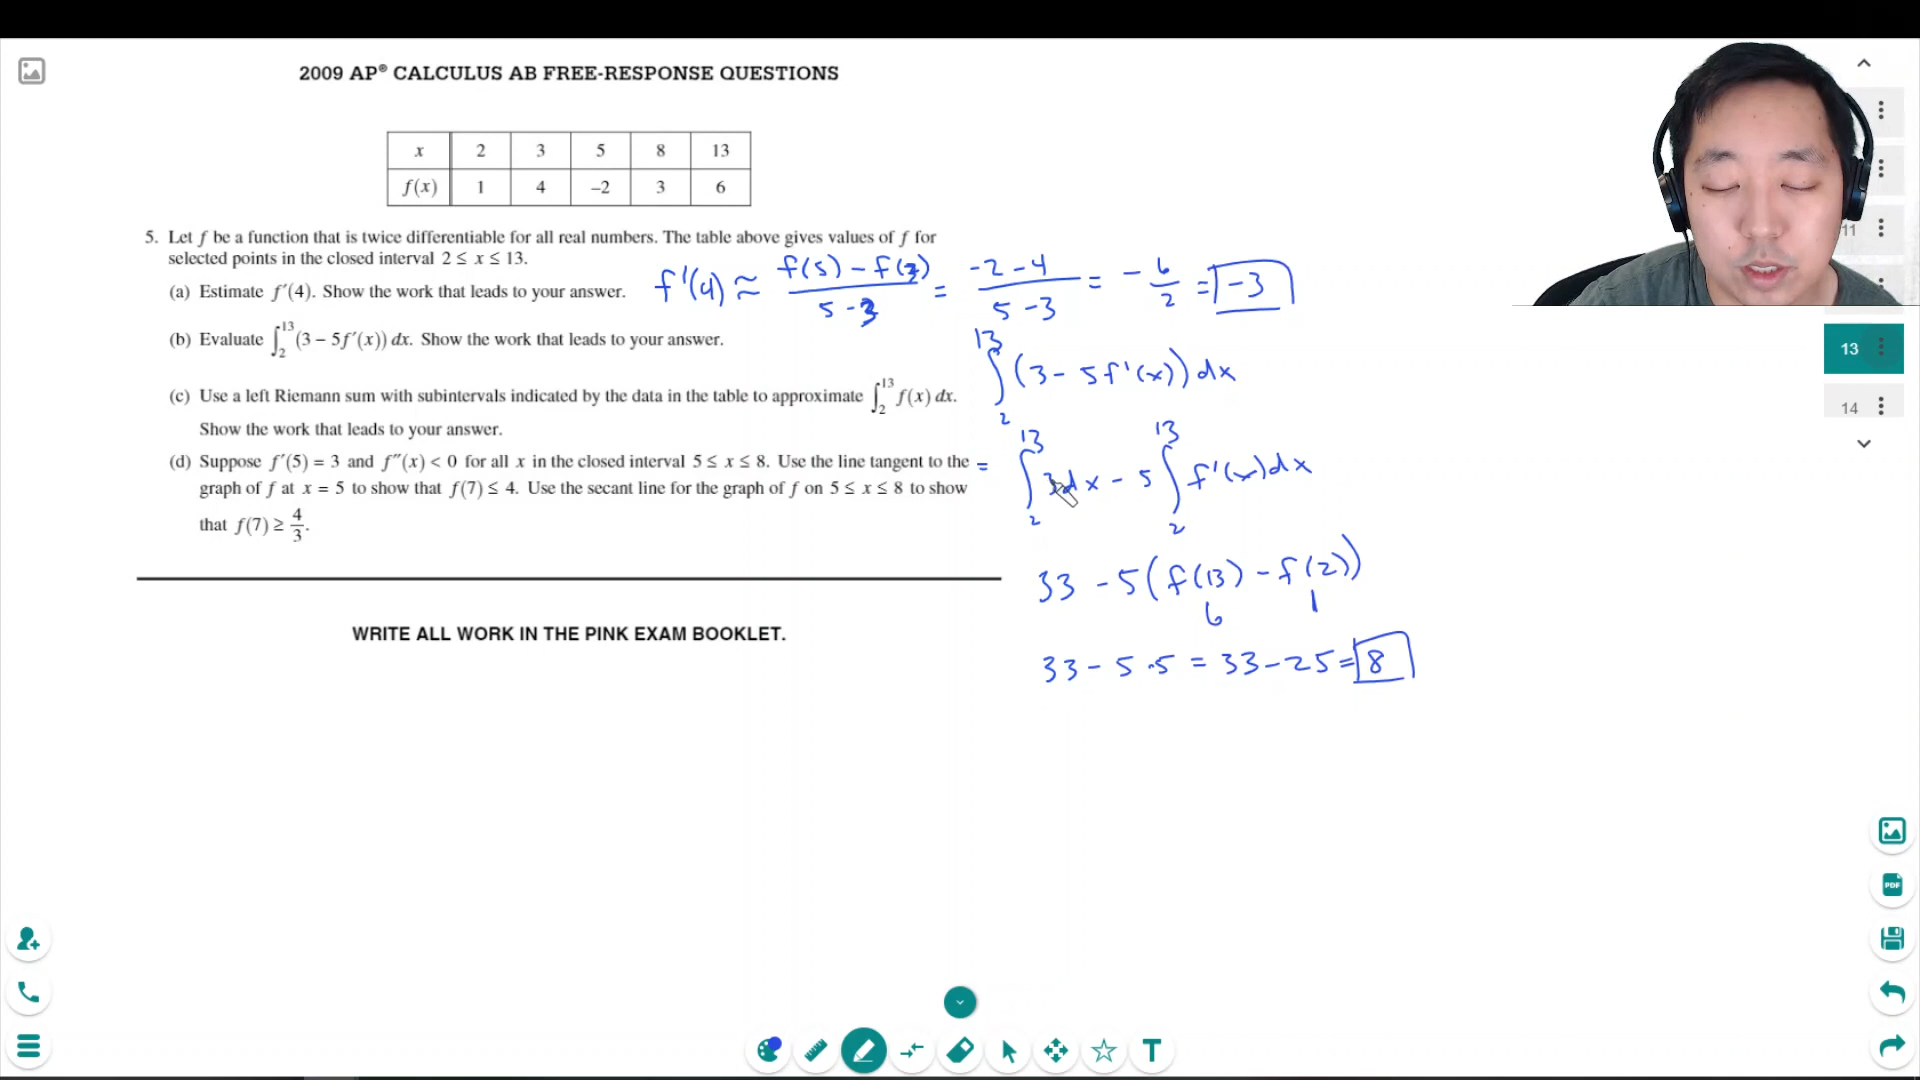 2009 AP® CALCULUS AB FREE-RESPONSE QUESTIONS
x 2 3 5 8 13
f(x) 1 4 –2 3 6
5. Let f be a function that is twice differentiable for all real numbers. The table above gives values of f for
selected points in the closed interval 2 ≤ x ≤ 13.
(a) Estimate f′(4). Show the work that leads to your answer.
f'(4) ≈ (f(5) - f(3))/(5 - 3) = (-2 - 4)/(5 - 3) = -6/2 = -3
(b) Evaluate ∫₂¹³ (3 – 5f′(x)) dx. Show the work that leads to your answer.
∫₂¹³ (3 - 5f'(x)) dx
(c) Use a left Riemann sum with subintervals indicated by the data in the table to approximate ∫₂¹³ f(x) dx.
Show the work that leads to your answer.
(d) Suppose f′(5) = 3 and f″(x) < 0 for all x in the closed interval 5 ≤ x ≤ 8. Use the line tangent to the
graph of f at x = 5 to show that f(7) ≤ 4. Use the secant line for the graph of f on 5 ≤ x ≤ 8 to show
that f(7) ≥ 4/3.
= ∫₂¹³ 3dx - 5 ∫₂¹³ f'(x)dx
33 - 5(f(13) - f(2))
6 1
33 - 5·5 = 33 - 25 = 8
WRITE ALL WORK IN THE PINK EXAM BOOKLET.
11
13
14
PDF
T